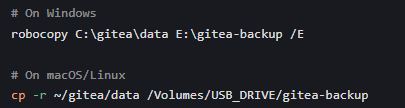 # On Windows
robocopy C:\gitea\data E:\gitea-backup /E
# On macOS/Linux
cp -r ~/gitea/data /Volumes/USB_DRIVE/gitea-backup